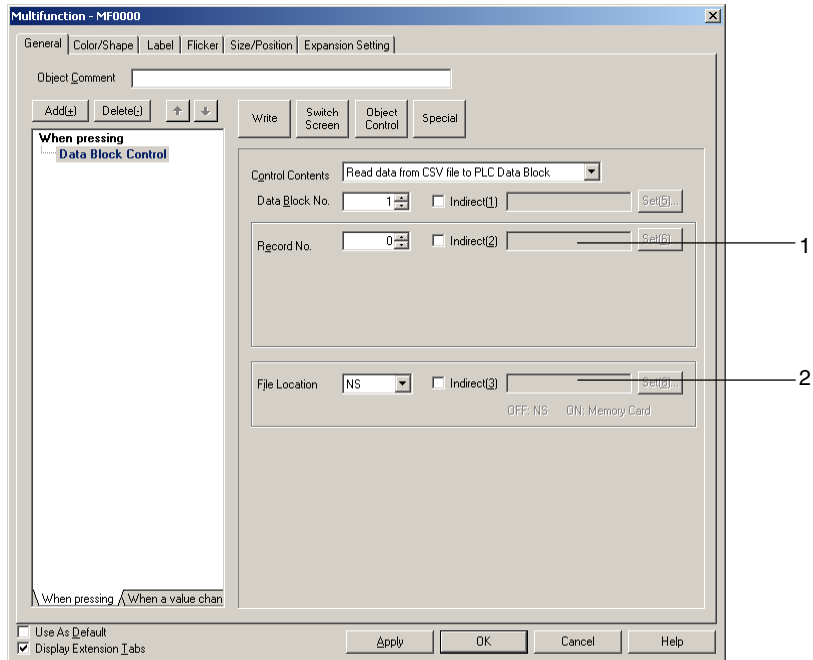 Multifunction - MF0000
General Color/Shape Label Flicker Size/Position Expansion Setting
Object Comment
Add(+) Delete(-) Write Switch Screen Object Control Special
When pressing
Data Block Control
Control Contents Read data from CSV file to PLC Data Block
Data Block No. 1 Indirect(1) Set(5)...
Record No. 0 Indirect(2) Set(6)... 1
File Location NS Indirect(3) Set(8)... 2
OFF: NS ON: Memory Card
When pressing When a value chan
Use As Default
Display Extension Tabs
Apply OK Cancel Help